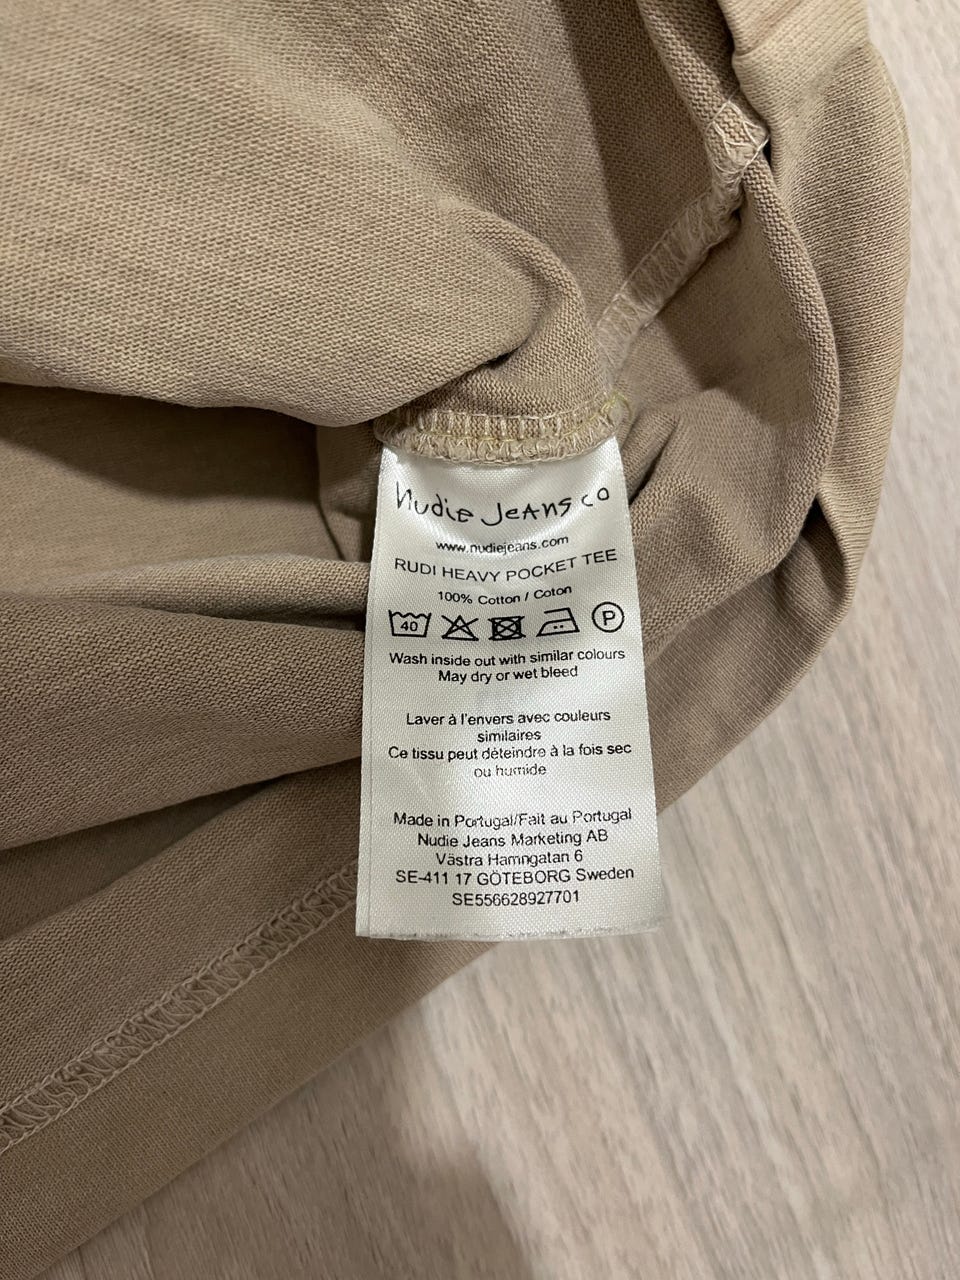 Nudie Jeans co
www.nudiejeans.com
RUDI HEAVY POCKET TEE
100% Cotton / Coton
40 P
Wash inside out with similar colours
May dry or wet bleed
Laver à l'envers avec couleurs
similaires
Ce tissu peut déteindre à la fois sec
ou humide
Made in Portugal/Fait au Portugal
Nudie Jeans Marketing AB
Västra Hamngatan 6
SE-411 17 GÖTEBORG Sweden
SE556628927701